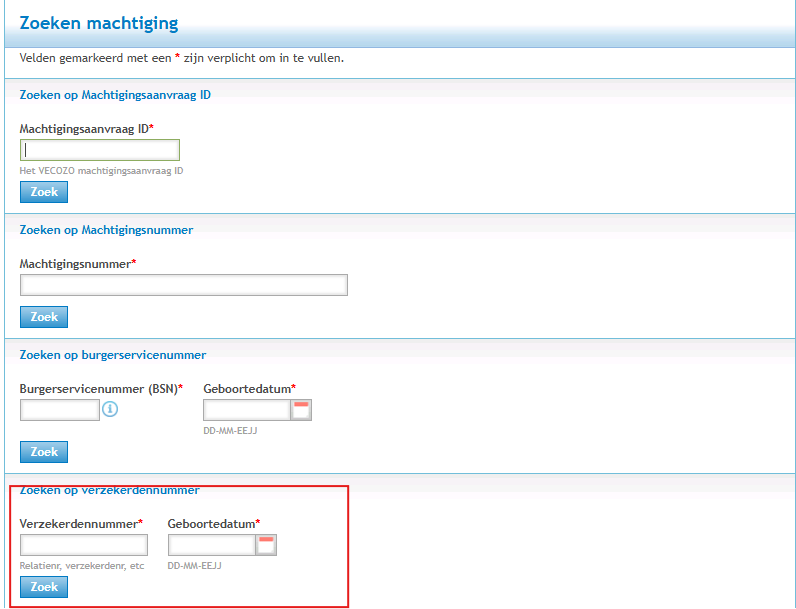 Zoeken machtiging
Velden gemarkeerd met een * zijn verplicht om in te vullen.
Zoeken op Machtigingsaanvraag ID
Machtigingsaanvraag ID*
Het VECOZO machtigingsaanvraag ID
Zoek
Zoeken op Machtigingsnummer
Machtigingsnummer*
Zoek
Zoeken op burgerservicenummer
Burgerservicenummer (BSN)* Geboortedatum*
DD-MM-EEJJ
Zoek
Zoeken op verzekerdennummer
Verzekerdennummer* Geboortedatum*
Relatienr, verzekerdenr, etc DD-MM-EEJJ
Zoek